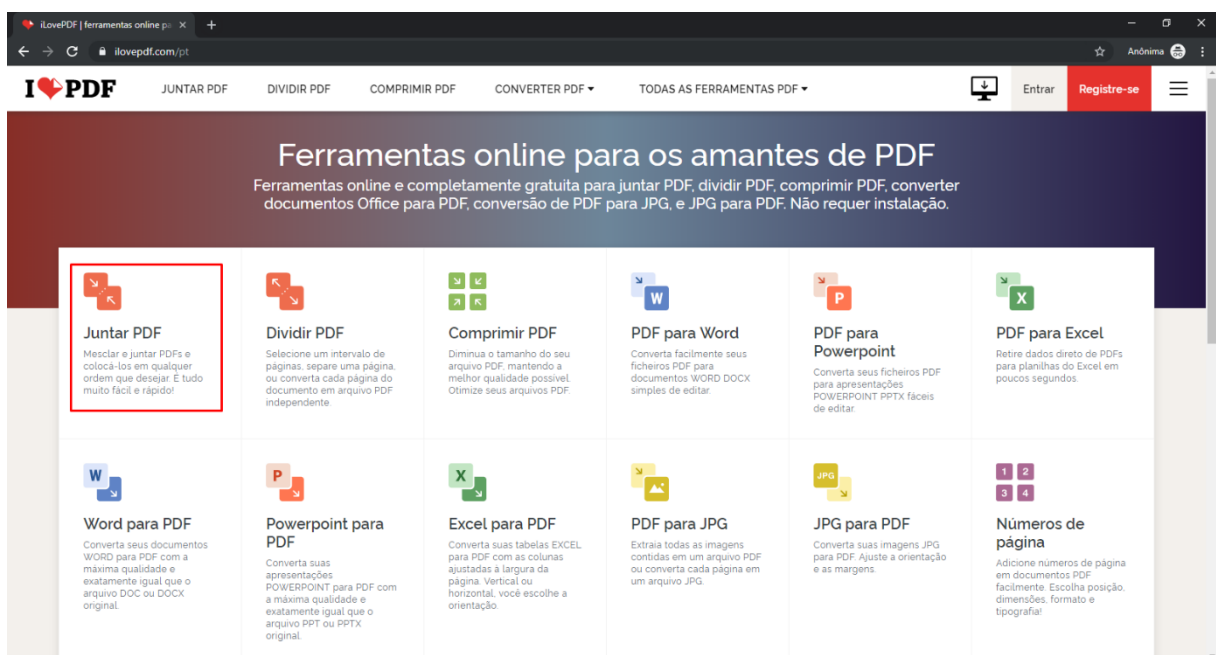 iLovePDF | ferramentas online pa
ilovepdf.com/pt
Anônima
I PDF
JUNTAR PDF
DIVIDIR PDF
COMPRIMIR PDF
CONVERTER PDF
TODAS AS FERRAMENTAS PDF
Entrar
Registre-se
Ferramentas online para os amantes de PDF
Ferramentas online e completamente gratuita para juntar PDF, dividir PDF, comprimir PDF, converter
documentos Office para PDF, conversão de PDF para JPG, e JPG para PDF. Não requer instalação.
Juntar PDF
Mesclar e juntar PDFs e
colocá-los em qualquer
ordem que desejar. É tudo
muito fácil e rápido!
Dividir PDF
Selecione um intervalo de
páginas, separe uma página,
ou converta cada página do
documento em arquivo PDF
independente.
Comprimir PDF
Diminua o tamanho do seu
arquivo PDF, mantendo a
melhor qualidade possível.
Otimize seus arquivos PDF.
W
PDF para Word
Converta facilmente seus
ficheiros PDF para
documentos WORD DOCX
simples de editar.
P
PDF para
Powerpoint
Converta seus ficheiros PDF
para apresentações
POWERPOINT PPTX fáceis
de editar.
X
PDF para Excel
Retire dados direto de PDFs
para planilhas do Excel em
poucos segundos.
W
Word para PDF
Converta seus documentos
WORD para PDF com a
máxima qualidade e
exatamente igual que o
arquivo DOC ou DOCX
original.
P
Powerpoint para
PDF
Converta suas
apresentações
POWERPOINT para PDF com
a máxima qualidade e
exatamente igual que o
arquivo PPT ou PPTX
original.
X
Excel para PDF
Converta suas tabelas EXCEL
para PDF com as colunas
ajustadas à largura da
página. Vertical ou
horizontal, você escolhe a
orientação.
PDF para JPG
Extraia todas as imagens
contidas em um arquivo PDF
ou converta cada página em
um arquivo JPG.
JPG
JPG para PDF
Converta suas imagens JPG
para PDF. Ajuste a orientação
e as margens.
1 2
3 4
Números de
página
Adicione números de página
em documentos PDF
facilmente. Escolha posição,
dimensões, formato e
tipografia!